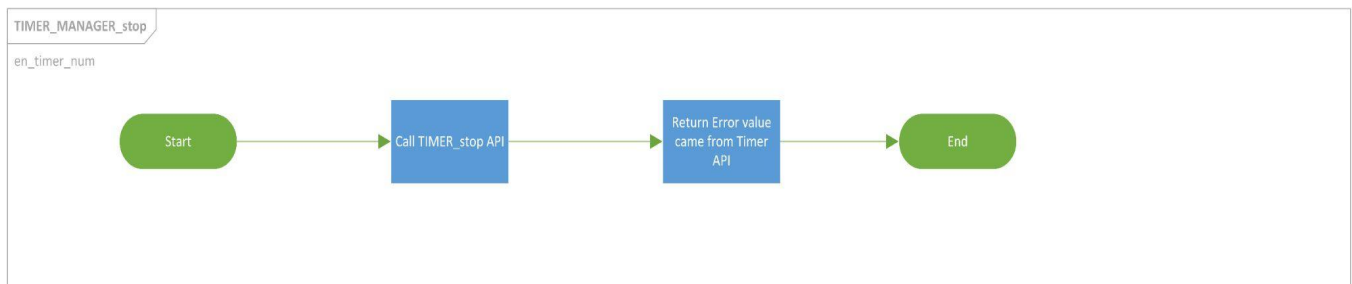 TIMER_MANAGER_stop
en_timer_num
Start
Call TIMER_stop API
Return Error value
came from Timer
API
End